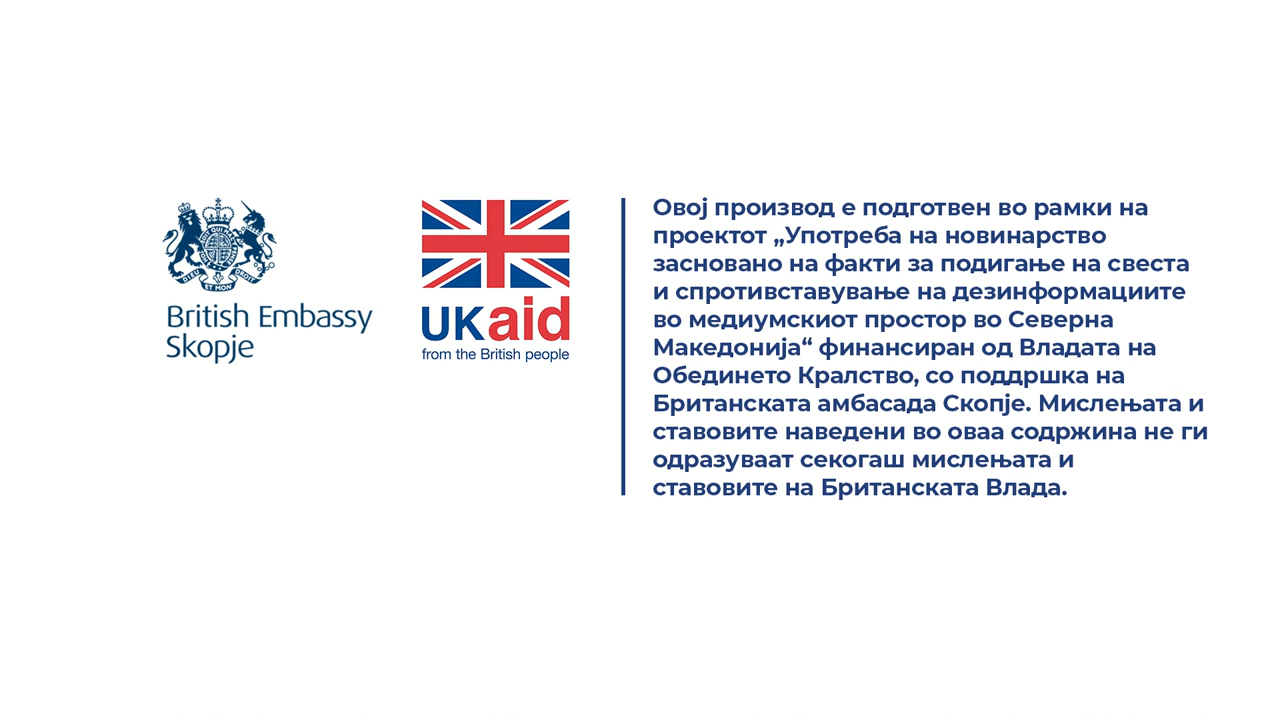 British Embassy
Skopje
UKaid
from the British people
Овој производ е подготвен во рамки на
проектот „Употреба на новинарство
засновано на факти за подигање на свеста
и спротивставување на дезинформациите
во медиумскиот простор во Северна
Македонија“ финансиран од Владата на
Обединето Кралство, со поддршка на
Британската амбасада Скопје. Мислењата и
ставовите наведени во оваа содржина не ги
одразуваат секогаш мислењата и
ставовите на Британската Влада.